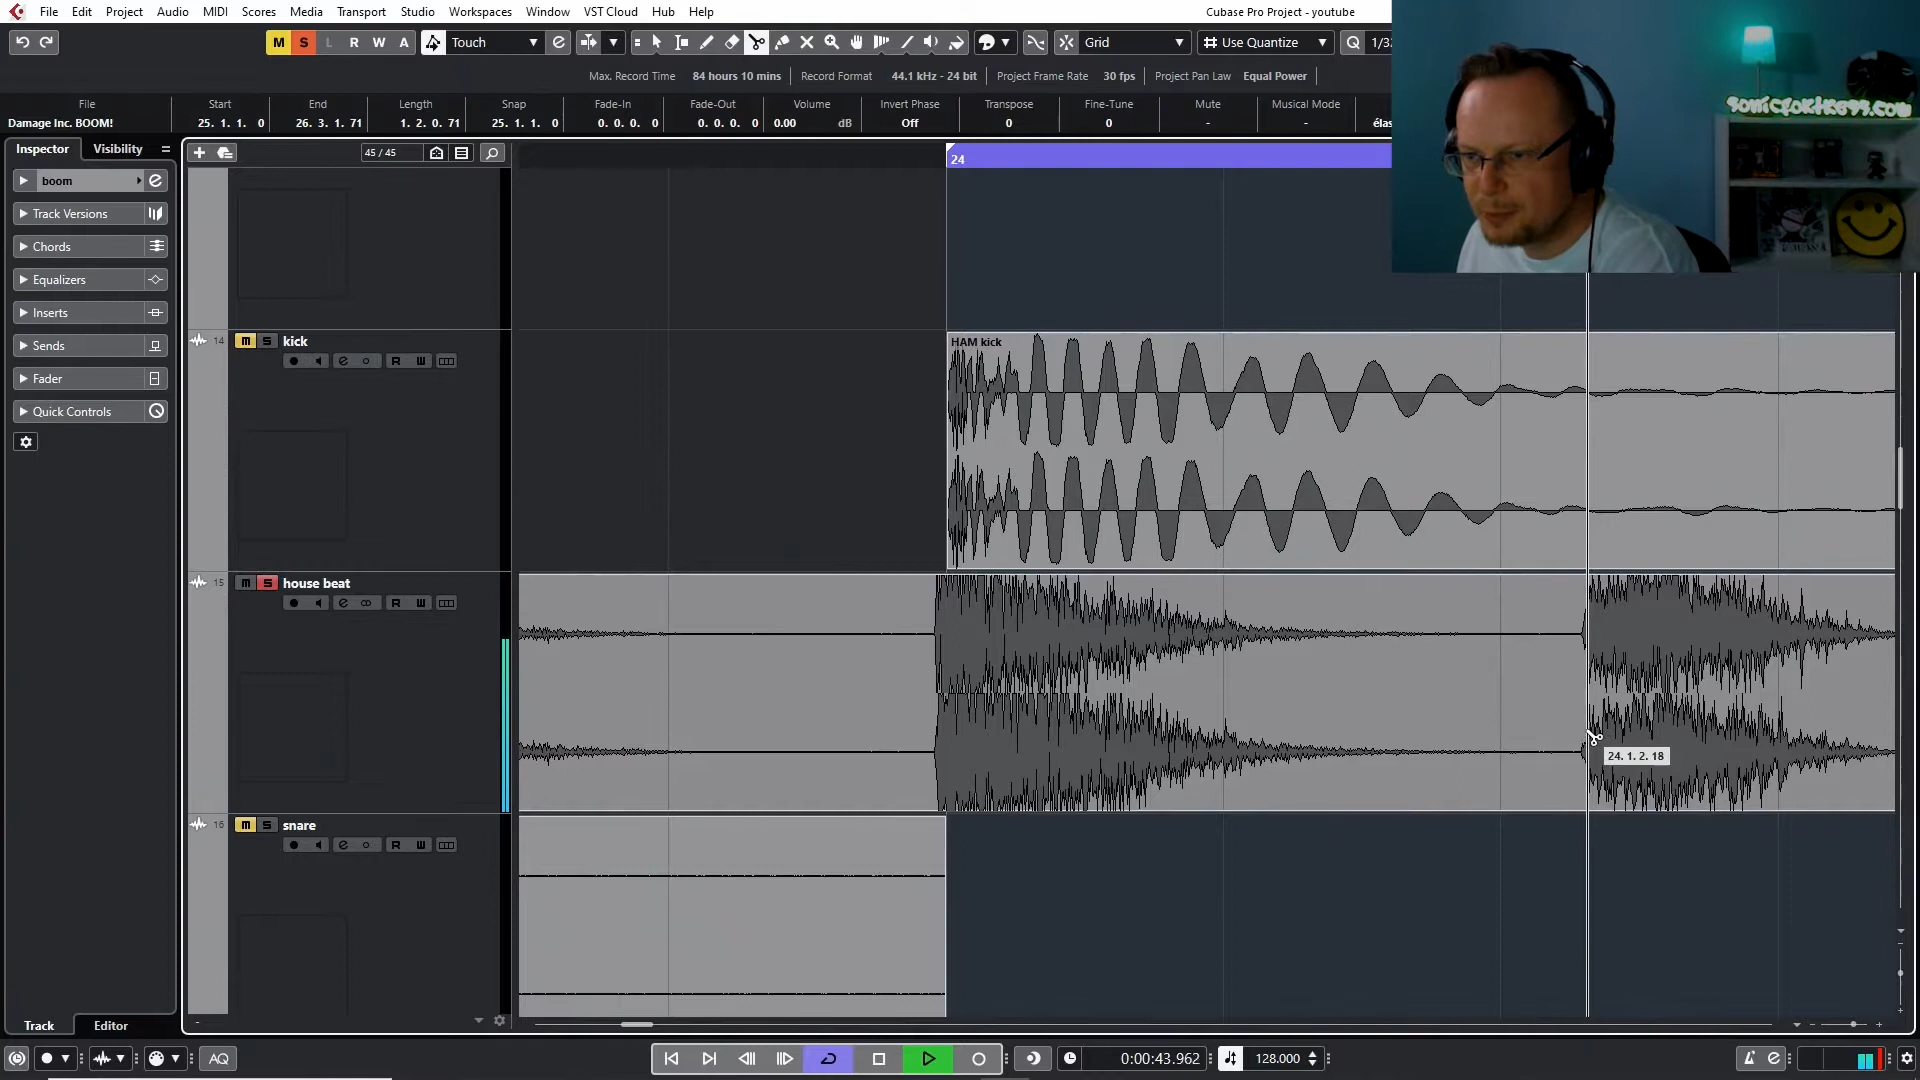 File Edit Project Audio MIDI Scores Media Transport Studio Workspaces Window VST Cloud Hub Help Cubase Pro Project - youtube
M S L R W A Touch Grid Use Quantize 1/32
Max. Record Time 84 hours 10 mins Record Format 44.1 kHz - 24 bit Project Frame Rate 30 fps Project Pan Law Equal Power
File Start End Length Snap Fade-In Fade-Out Volume Invert Phase Transpose Fine-Tune Mute Musical Mode
Damage Inc. BOOM! 25. 1. 1. 0 26. 3. 1. 71 1. 2. 0. 71 25. 1. 1. 0 0. 0. 0. 0 0. 0. 0. 0 0.00 dB Off 0 0 - - élas
Inspector Visibility 45 / 45
24
boom
Track Versions
Chords
Equalizers
Inserts
Sends
Fader
Quick Controls
14 m S kick
R W
HAM kick
15 m S house beat
R W
24. 1. 2. 18
16 m S snare
R W
Track Editor
AQ 0:00:43.962 128.000